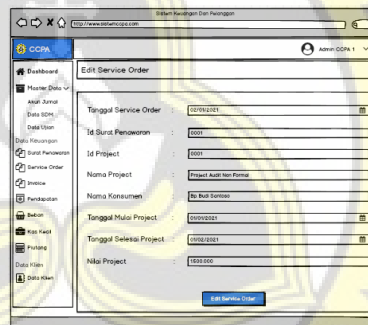 Sistem Keuangan Dan Pelanggan
http://www.sistemccpa.com
CCPA
Admin CCPA 1
Dashboard
Master Data
Akun Jurnal
Data SDM
Data Ujian
Data Keuangan
Surat Penawaran
Service Order
Invoice
Pendapatan
Beban
Kas Kecil
Piutang
Data Klien
Data Klien
Edit Service Order
Tanggal Service Order : 02/01/2021
Id Surat Penawaran : 0001
Id Project : 0001
Nama Project : Project Audit Non Formal
Nama Konsumen : Bp Budi Santoso
Tanggal Mulai Project : 01/01/2021
Tanggal Selesai Project : 01/02/2021
Nilai Project : 1500.000
Edit Service Order